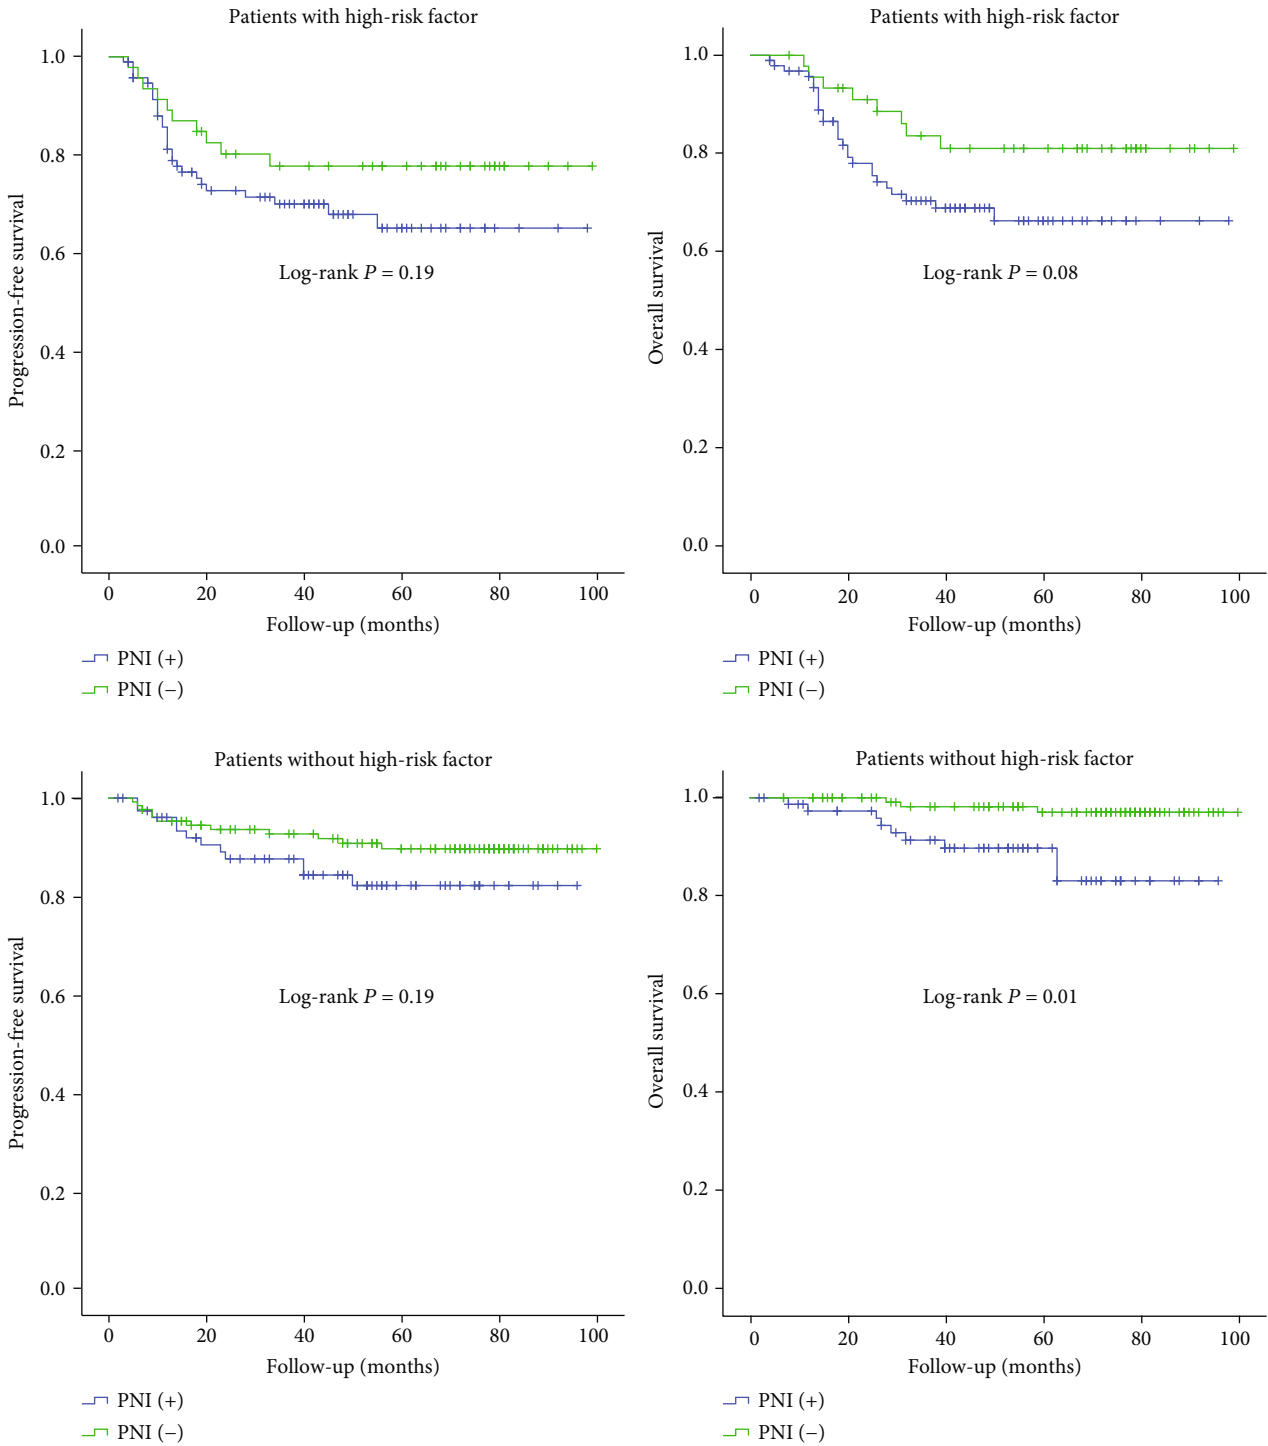 Patients with high-risk factor
1.0
0.8
0.6
0.4
0.2
0.0
Progression-free survival
Log-rank P = 0.19
0 20 40 60 80 100
Follow-up (months)
PNI (+)
PNI (−)
Patients with high-risk factor
1.0
0.8
0.6
0.4
0.2
0.0
Overall survival
Log-rank P = 0.08
0 20 40 60 80 100
Follow-up (months)
PNI (+)
PNI (−)
Patients without high-risk factor
1.0
0.8
0.6
0.4
0.2
0.0
Progression-free survival
Log-rank P = 0.19
0 20 40 60 80 100
Follow-up (months)
PNI (+)
PNI (−)
Patients without high-risk factor
1.0
0.8
0.6
0.4
0.2
0.0
Overall survival
Log-rank P = 0.01
0 20 40 60 80 100
Follow-up (months)
PNI (+)
PNI (−)